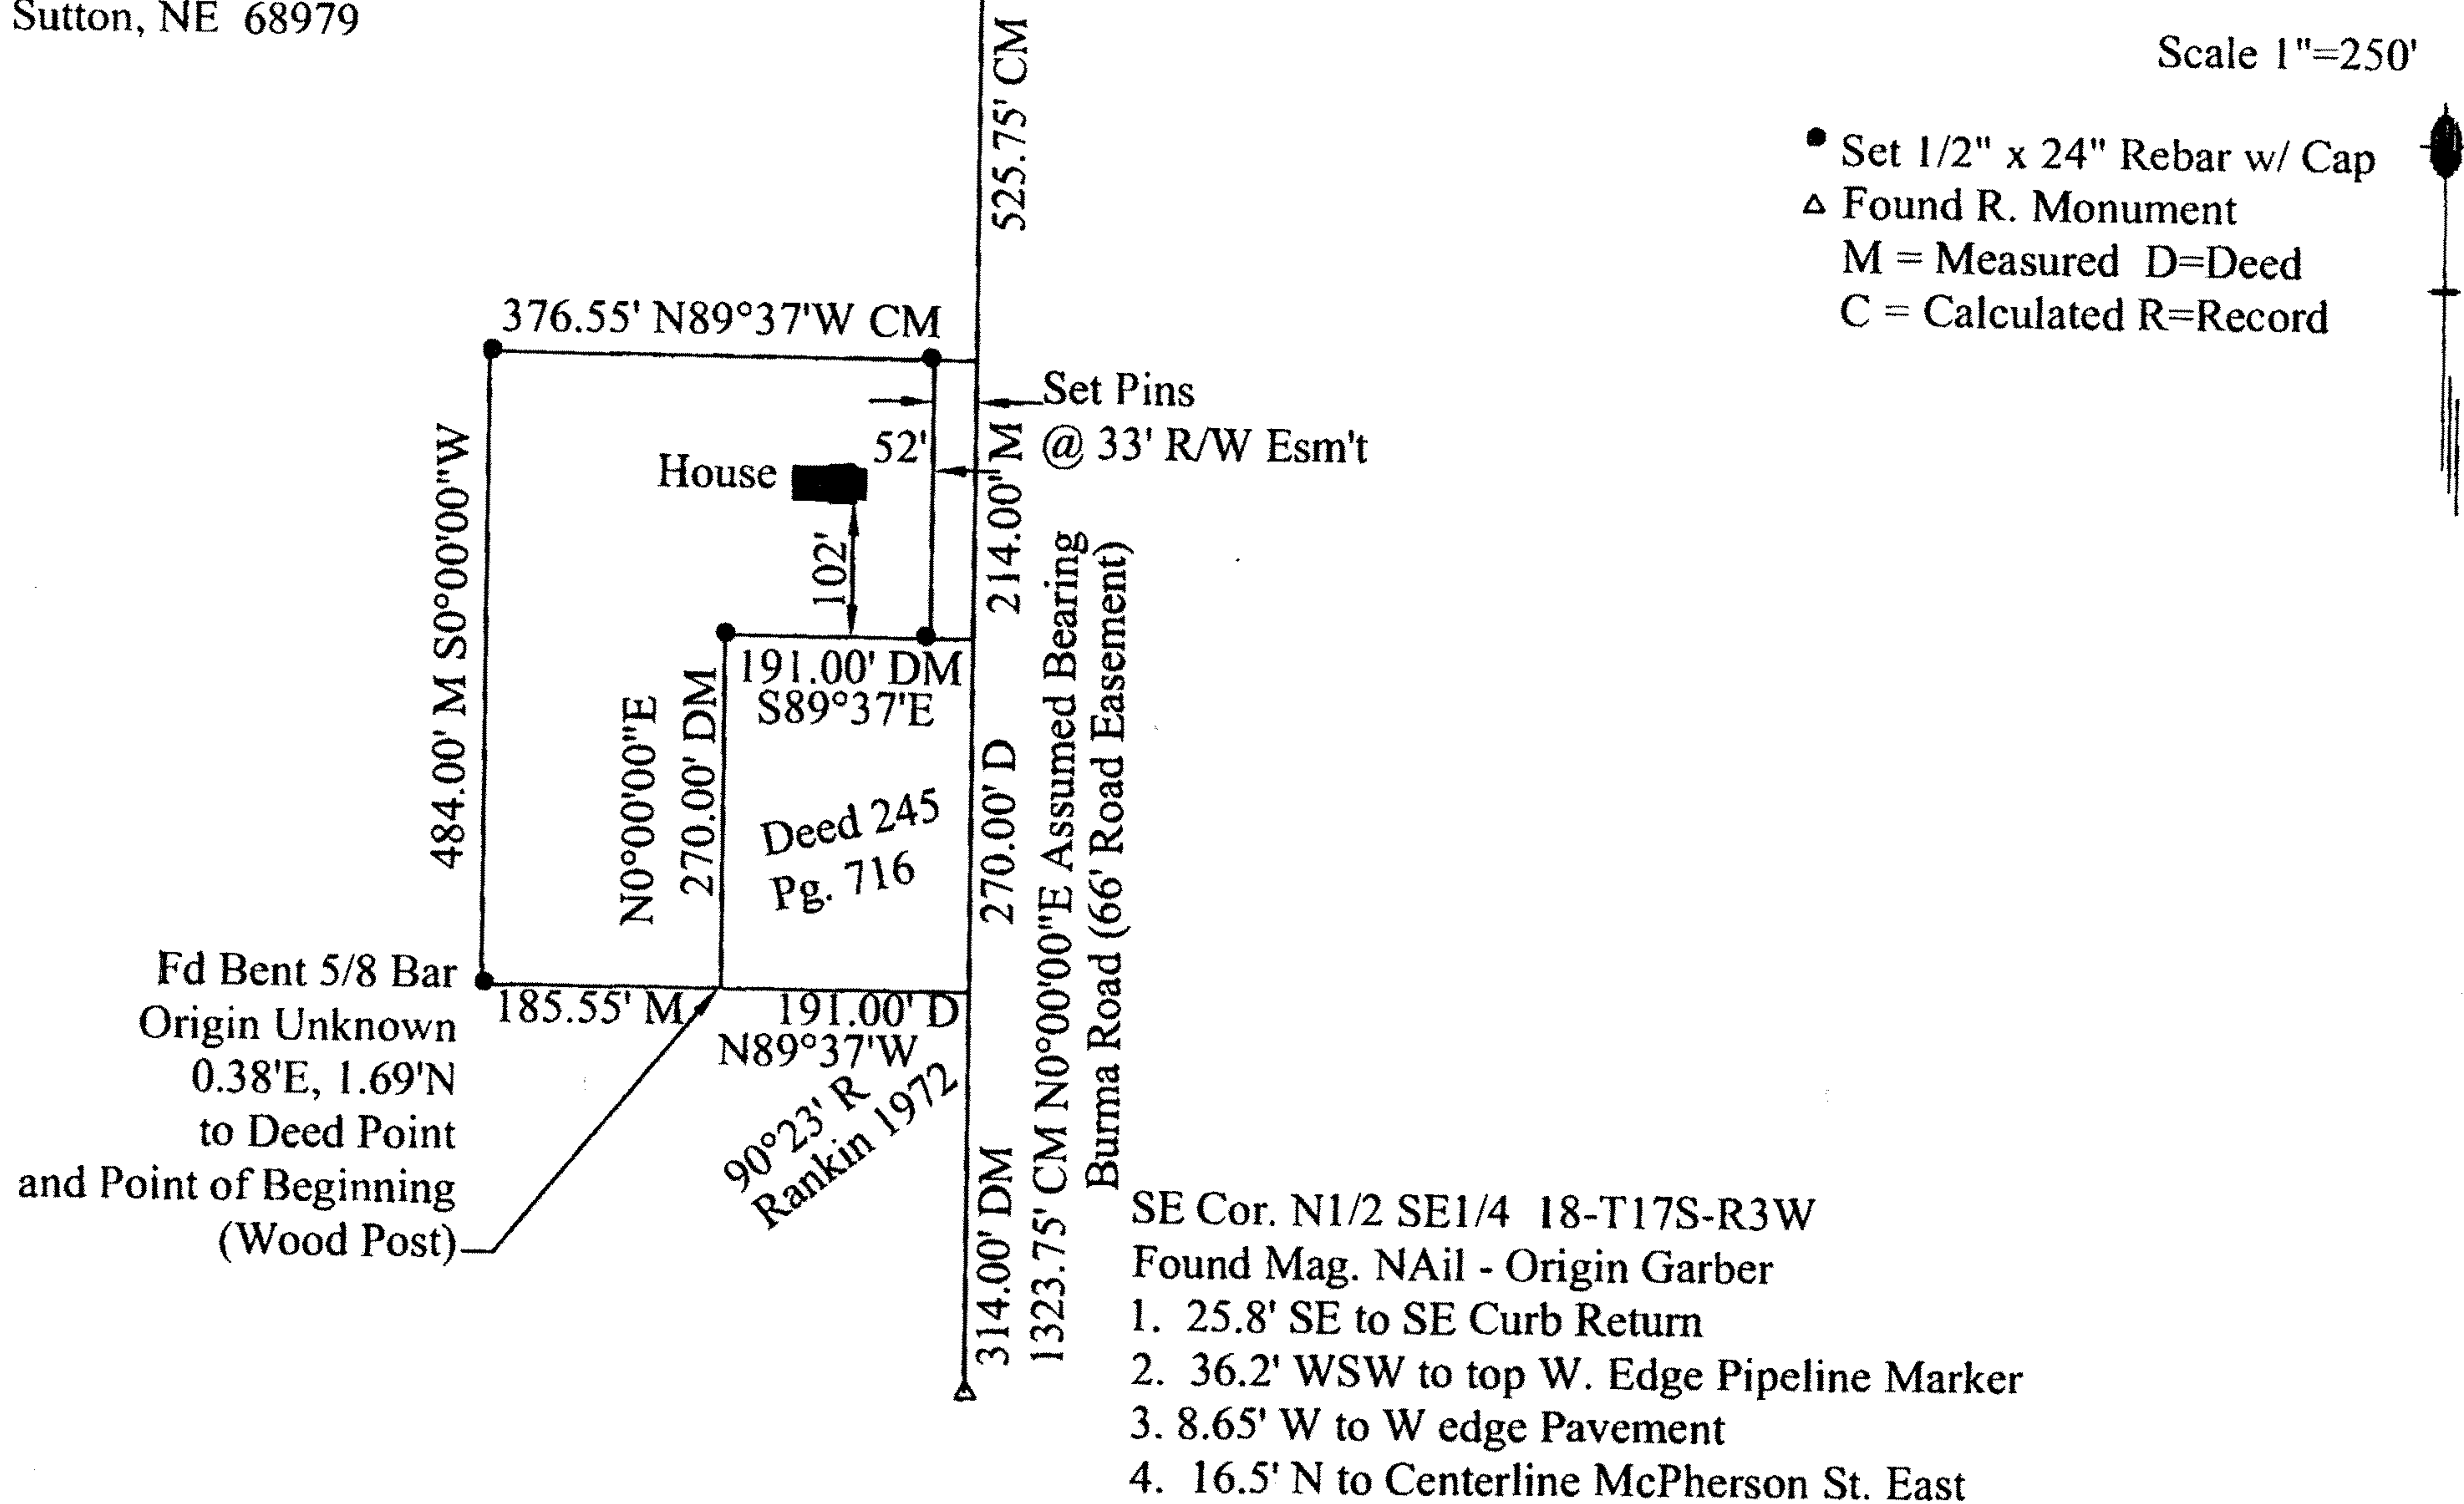 Sutton, NE 68979
Scale 1"=250'
525.75' CM
Set 1/2" x 24" Rebar w/ Cap
Found R. Monument
M = Measured D=Deed
C = Calculated R=Record
376.55' N89°37'W CM
Set Pins
@ 33' R/W Esm't
52'
House
214.00' M
102'
484.00' M S0°00'00"W
191.00' DM
S89°37'E
N0°00'00"E
270.00' DM
Deed 245
Pg. 716
270.00' D
1323.75' CM N0°00'00"E Assumed Bearing
Burma Road (66' Road Easement)
Fd Bent 5/8 Bar
Origin Unknown
0.38'E, 1.69'N
to Deed Point
and Point of Beginning
(Wood Post)
185.55' M
191.00' D
N89°37'W
90°23' R
Rankin 1972
314.00' DM
SE Cor. N1/2 SE1/4 18-T17S-R3W
Found Mag. NAil - Origin Garber
1. 25.8' SE to SE Curb Return
2. 36.2' WSW to top W. Edge Pipeline Marker
3. 8.65' W to W edge Pavement
4. 16.5' N to Centerline McPherson St. East